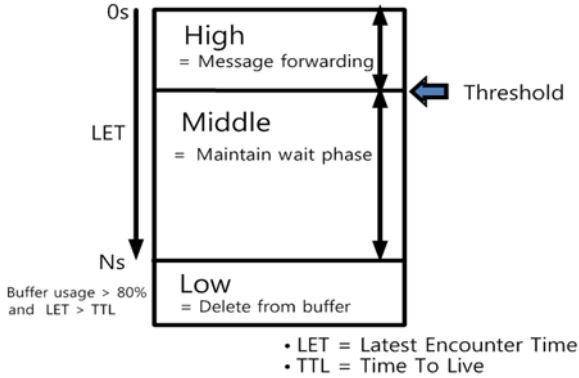 0s
High
= Message forwarding
Threshold
LET
Middle
= Maintain wait phase
Ns
Buffer usage > 80%
and LET > TTL
Low
= Delete from buffer
• LET = Latest Encounter Time
• TTL = Time To Live